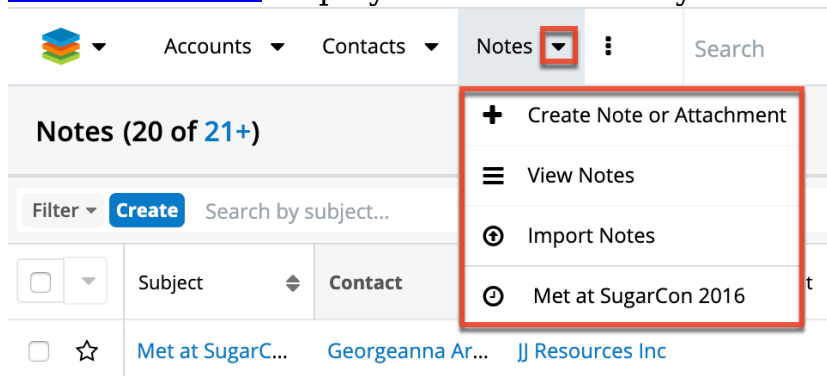 Accounts Contacts Notes Search
Create Note or Attachment
Notes (20 of 21+)
View Notes
Filter Create Search by subject...
Import Notes
Subject Contact t
Met at SugarCon 2016
Met at SugarC... Georgeanna Ar... JJ Resources Inc